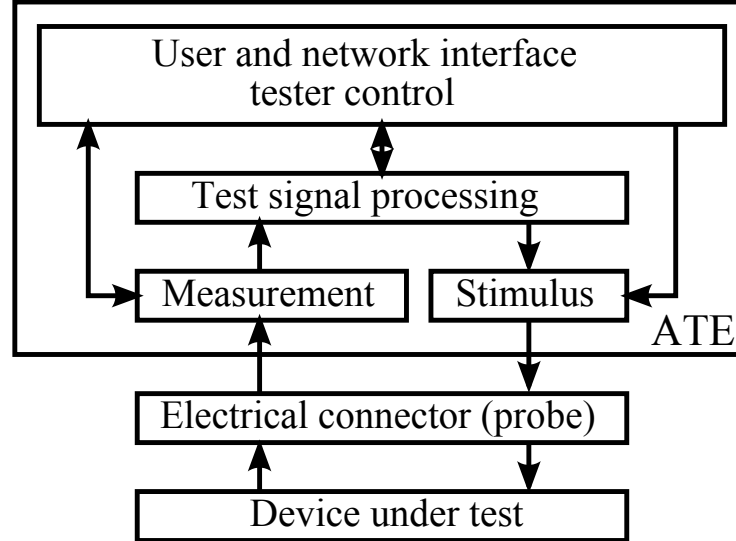 User and network interface
tester control
Test signal processing
Measurement
Stimulus
ATE
Electrical connector (probe)
Device under test